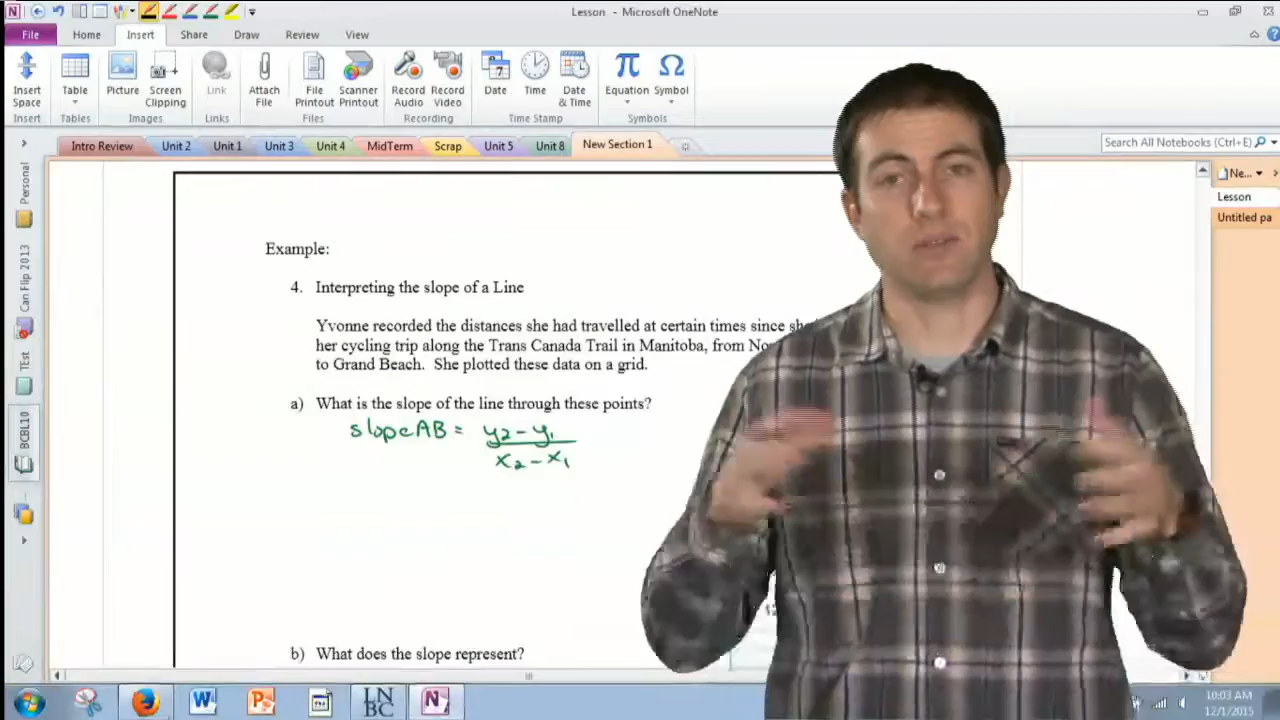 Lesson - Microsoft OneNote
File Home Insert Share Draw Review View
Insert Space Table Picture Screen Clipping Link Attach File File Printout Scanner Printout Record Audio Record Video Date Time Date & Time Equation Symbol
Insert Tables Images Links Files Recording Time Stamp Symbols
Intro Review Unit 2 Unit 1 Unit 3 Unit 4 MidTerm Scrap Unit 5 Unit 8 New Section 1
Search All Notebooks (Ctrl+E)
Personal
Can Flip 2013
TEst
BCBL10
Ne...
Lesson
Untitled pa
Example:
4. Interpreting the slope of a Line
Yvonne recorded the distances she had travelled at certain times since
her cycling trip along the Trans Canada Trail in Manitoba, from
to Grand Beach. She plotted these data on a grid.
a) What is the slope of the line through these points?
slopeAB = y2 - y1
x2 - x1
b) What does the slope represent?
LN
BC
10:03 AM
12/1/2015